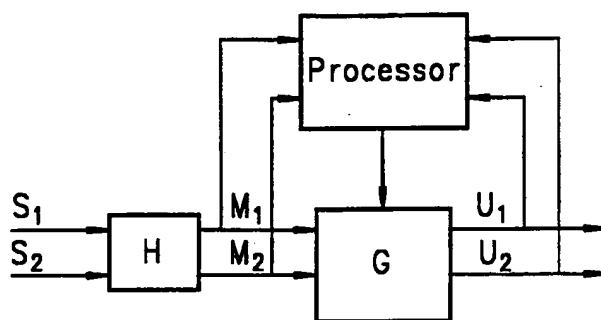 Processor
S₁ M₁ U₁
S₂ H M₂ G U₂